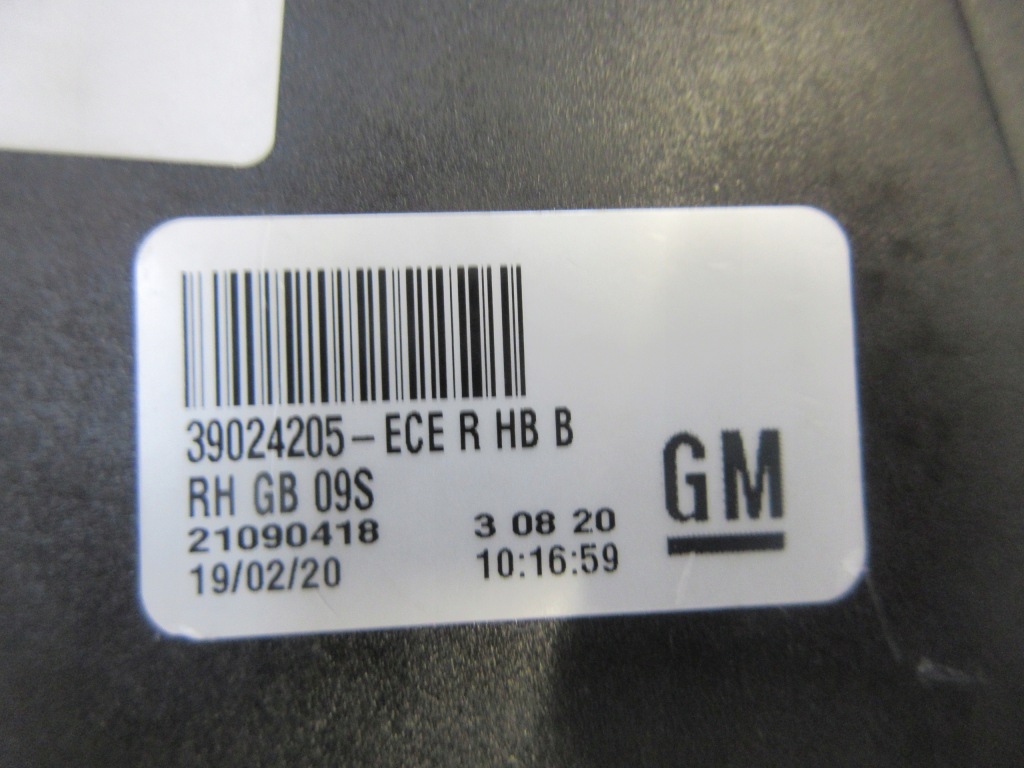 39024205-ECE R HB B
RH GB 09S
21090418 3 08 20
19/02/20 10:16:59
GM